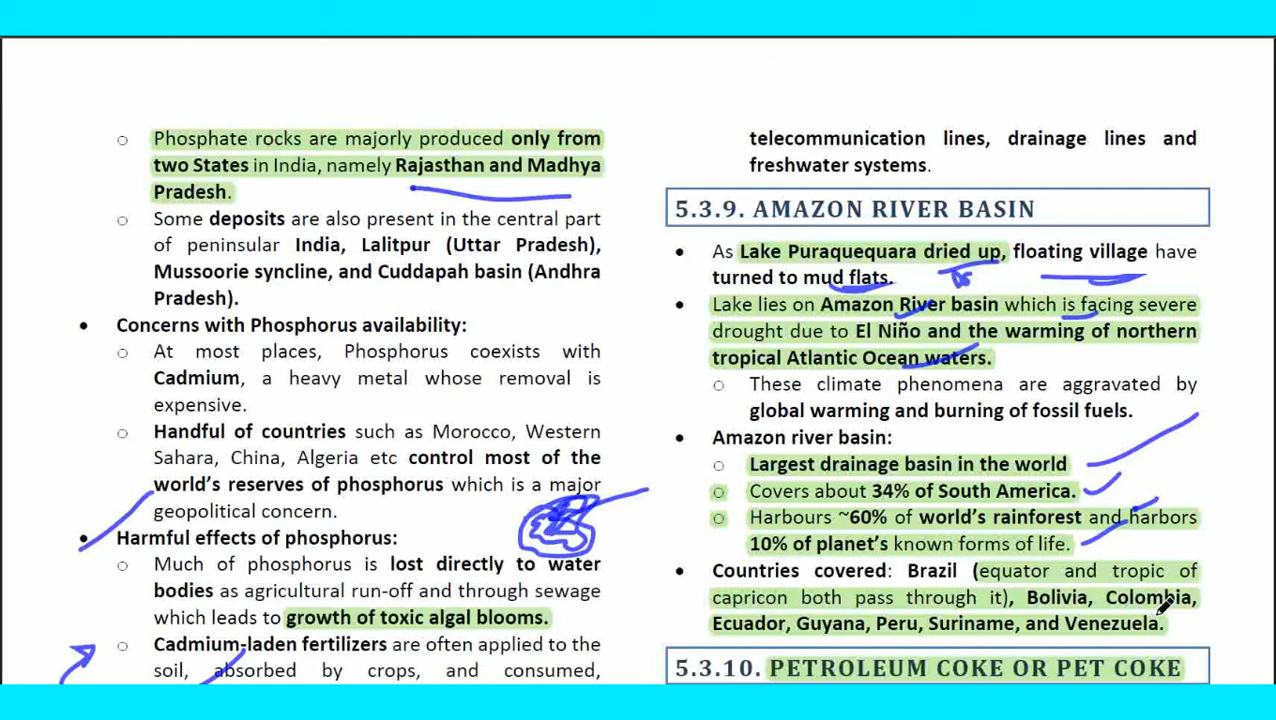 ○ Phosphate rocks are majorly produced only from
two States in India, namely Rajasthan and Madhya
Pradesh.
○ Some deposits are also present in the central part
of peninsular India, Lalitpur (Uttar Pradesh),
Mussoorie syncline, and Cuddapah basin (Andhra
Pradesh).
• Concerns with Phosphorus availability:
○ At most places, Phosphorus coexists with
Cadmium, a heavy metal whose removal is
expensive.
○ Handful of countries such as Morocco, Western
Sahara, China, Algeria etc control most of the
world's reserves of phosphorus which is a major
geopolitical concern.
• Harmful effects of phosphorus:
○ Much of phosphorus is lost directly to water
bodies as agricultural run-off and through sewage
which leads to growth of toxic algal blooms.
○ Cadmium-laden fertilizers are often applied to the
soil, absorbed by crops, and consumed,
telecommunication lines, drainage lines and
freshwater systems.
5.3.9. AMAZON RIVER BASIN
• As Lake Puraquequara dried up, floating village have
turned to mud flats.
• Lake lies on Amazon River basin which is facing severe
drought due to El Niño and the warming of northern
tropical Atlantic Ocean waters.
○ These climate phenomena are aggravated by
global warming and burning of fossil fuels.
• Amazon river basin:
○ Largest drainage basin in the world
○ Covers about 34% of South America.
○ Harbours ~60% of world's rainforest and harbors
10% of planet's known forms of life.
• Countries covered: Brazil (equator and tropic of
capricon both pass through it), Bolivia, Colombia,
Ecuador, Guyana, Peru, Suriname, and Venezuela.
5.3.10. PETROLEUM COKE OR PET COKE